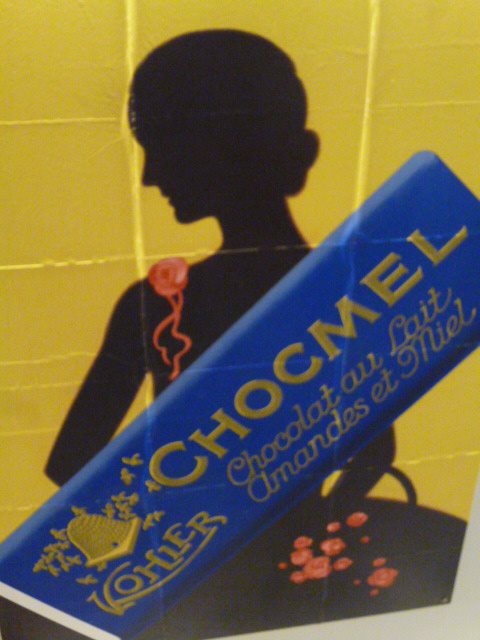 CHOCMEL
Chocolat au Lait
Amandes et Miel
KOHLER